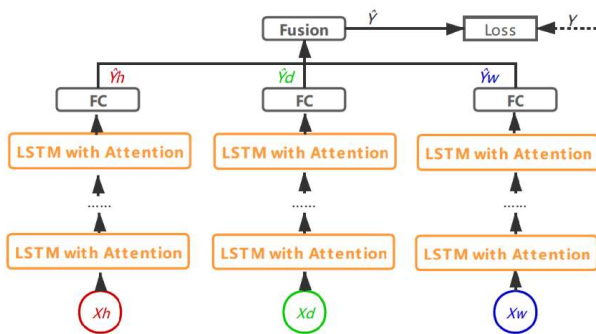 Fusion Ŷ Loss Y
Ŷh Ŷd Ŷw
FC FC FC
LSTM with Attention LSTM with Attention LSTM with Attention
...... ...... ......
LSTM with Attention LSTM with Attention LSTM with Attention
Xh Xd Xw